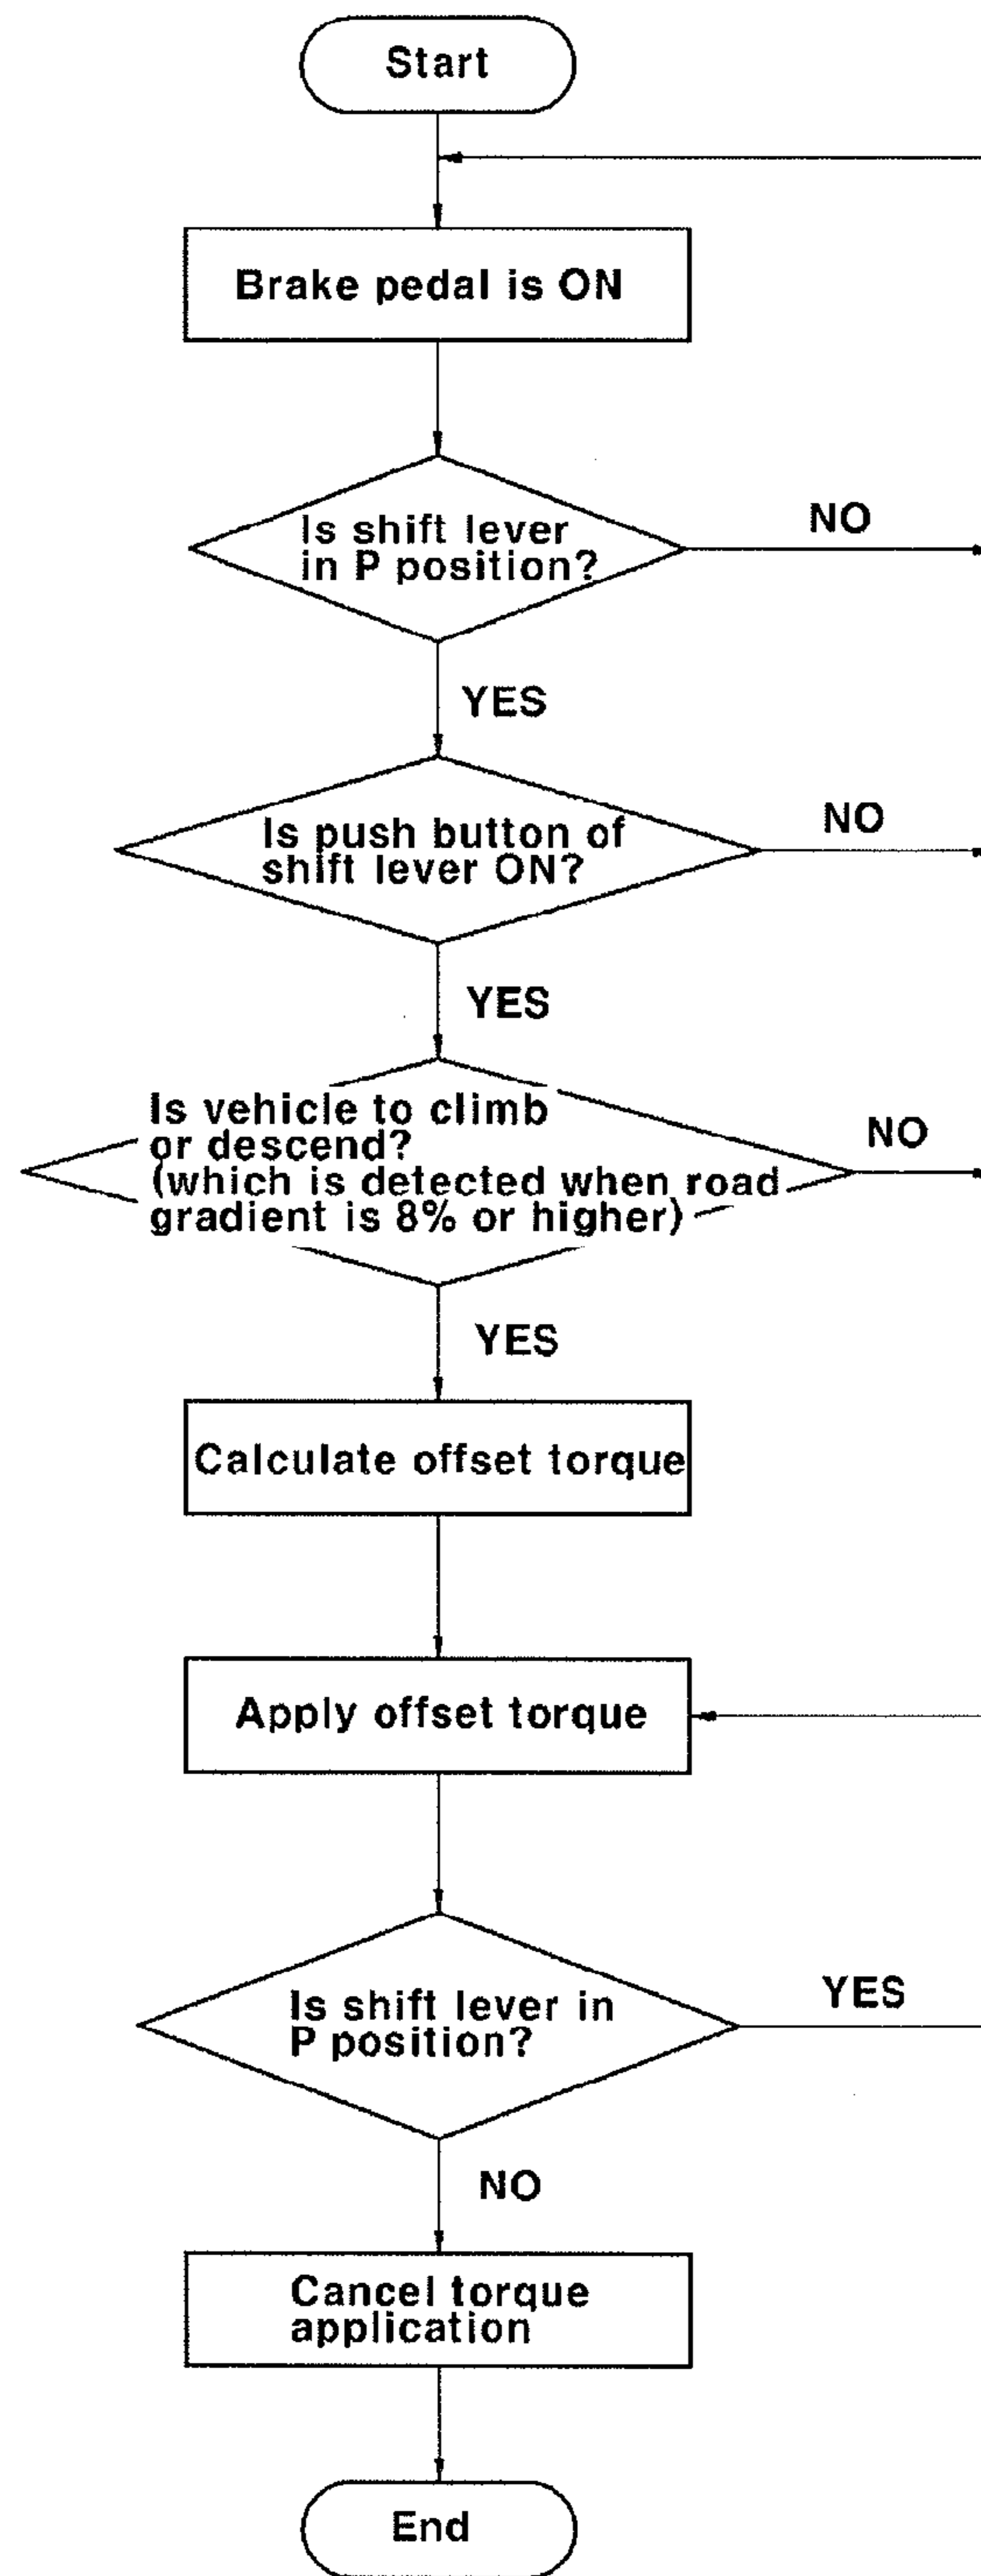 Start
Brake pedal is ON
Is shift lever
in P position?
NO
YES
Is push button of
shift lever ON?
NO
YES
Is vehicle to climb
or descend?
(which is detected when road
gradient is 8% or higher)
NO
YES
Calculate offset torque
Apply offset torque
Is shift lever in
P position?
YES
NO
Cancel torque
application
End